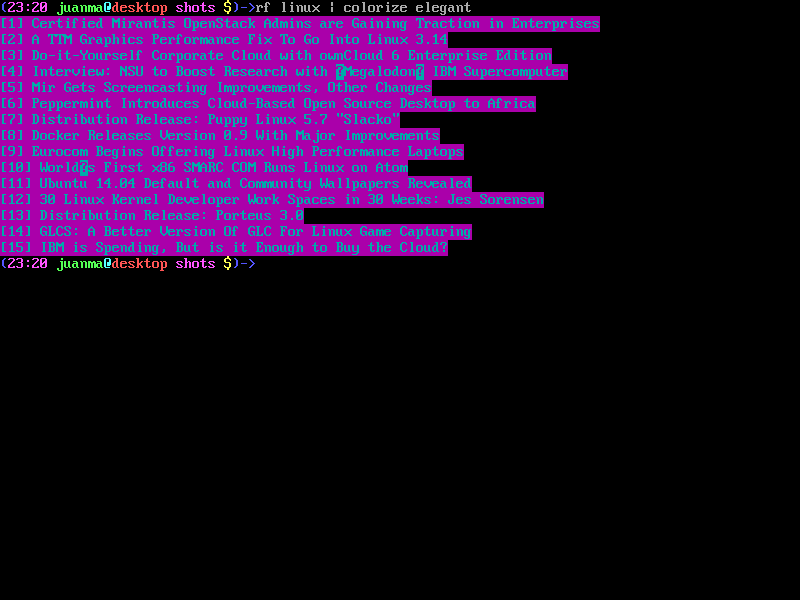 (23:20 juanma@desktop shots $)->rf linux | colorize elegant
[1] Certified Mirantis OpenStack Admins are Gaining Traction in Enterprises
[2] A TTM Graphics Performance Fix To Go Into Linux 3.14
[3] Do-it-Yourself Corporate Cloud with ownCloud 6 Enterprise Edition
[4] Interview: NSU to Boost Research with �Megalodon� IBM Supercomputer
[5] Mir Gets Screencasting Improvements, Other Changes
[6] Peppermint Introduces Cloud-Based Open Source Desktop to Africa
[7] Distribution Release: Puppy Linux 5.7 "Slacko"
[8] Docker Releases Version 0.9 With Major Improvements
[9] Eurocom Begins Offering Linux High Performance Laptops
[10] World�s First x86 SMARC COM Runs Linux on Atom
[11] Ubuntu 14.04 Default and Community Wallpapers Revealed
[12] 30 Linux Kernel Developer Work Spaces in 30 Weeks: Jes Sorensen
[13] Distribution Release: Porteus 3.0
[14] GLCS: A Better Version Of GLC For Linux Game Capturing
[15] IBM is Spending, But is it Enough to Buy the Cloud?
(23:20 juanma@desktop shots $)->